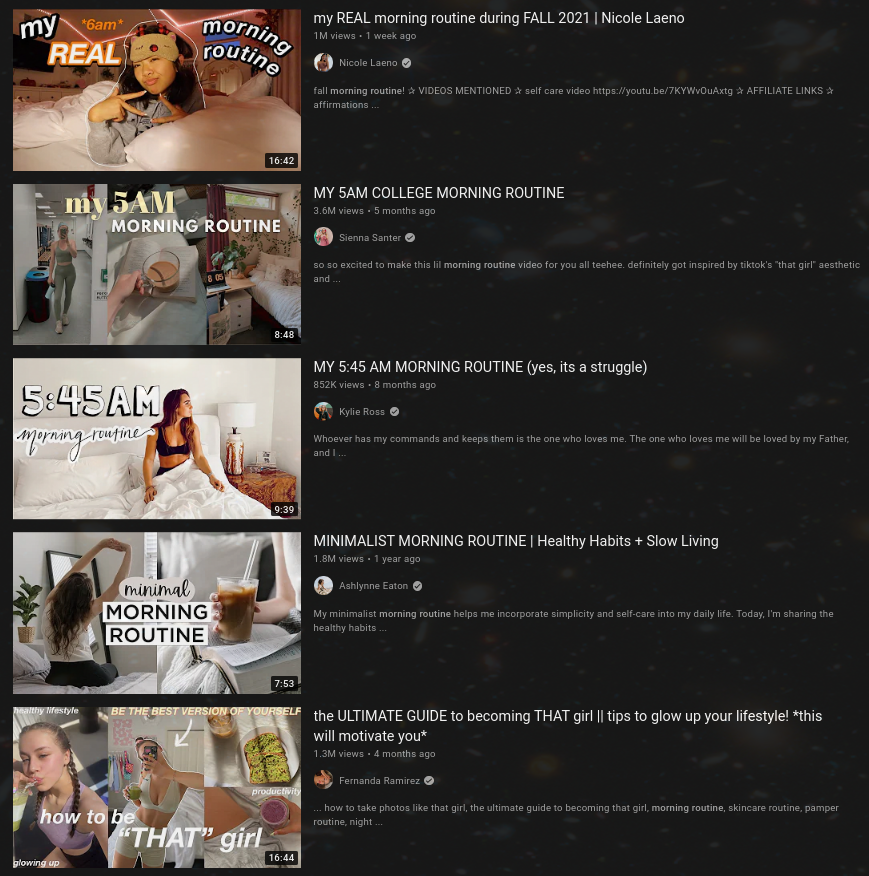 my
*6am*
REAL
morning
routine
16:42
my REAL morning routine during FALL 2021 | Nicole Laeno
1M views • 1 week ago
Nicole Laeno
fall morning routine! ✰ VIDEOS MENTIONED ✰ self care video https://youtu.be/7KYWvOuAxtg ✰ AFFILIATE LINKS ✰
affirmations ...
my 5AM
MORNING ROUTINE
8:48
MY 5AM COLLEGE MORNING ROUTINE
3.6M views • 5 months ago
Sienna Santer
so so excited to make this lil morning routine video for you all teehee. definitely got inspired by tiktok's "that girl" aesthetic
and ...
5:45AM
morning routine
9:39
MY 5:45 AM MORNING ROUTINE (yes, its a struggle)
852K views • 8 months ago
Kylie Ross
Whoever has my commands and keeps them is the one who loves me. The one who loves me will be loved by my Father,
and I ...
minimal
MORNING
ROUTINE
7:53
MINIMALIST MORNING ROUTINE | Healthy Habits + Slow Living
1.8M views • 1 year ago
Ashlynne Eaton
My minimalist morning routine helps me incorporate simplicity and self-care into my daily life. Today, I'm sharing the
healthy habits ...
healthy lifestyle
BE THE BEST VERSION OF YOURSELF
productivity
how to be
"THAT" girl
glowing up
16:44
the ULTIMATE GUIDE to becoming THAT girl || tips to glow up your lifestyle! *this
will motivate you*
1.3M views • 4 months ago
Fernanda Ramirez
... how to take photos like that girl, the ultimate guide to becoming that girl, morning routine, skincare routine, pamper
routine, night ...